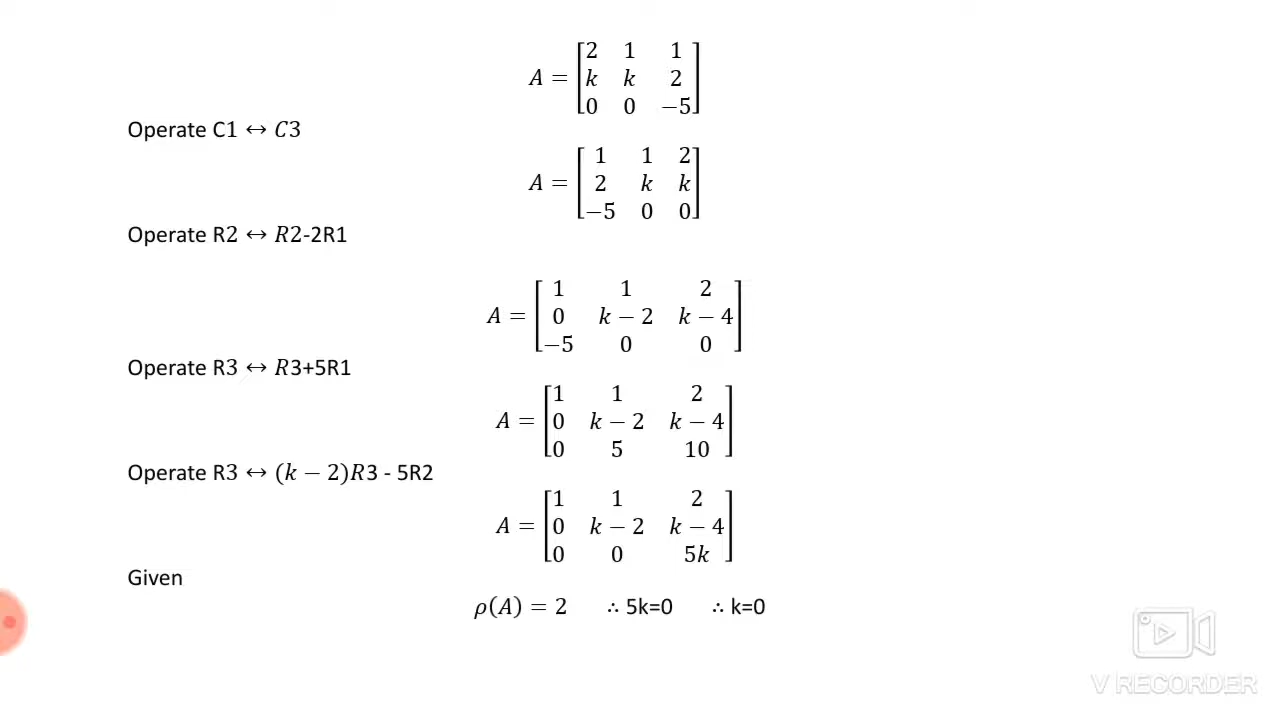 A = [2 1 1
k k 2
0 0 −5]
Operate C1 ↔ C3
A = [1 1 2
2 k k
−5 0 0]
Operate R2 ↔ R2-2R1
A = [1 1 2
0 k − 2 k − 4
−5 0 0]
Operate R3 ↔ R3+5R1
A = [1 1 2
0 k − 2 k − 4
0 5 10]
Operate R3 ↔ (k − 2)R3 - 5R2
A = [1 1 2
0 k − 2 k − 4
0 0 5k]
Given
ρ(A) = 2 ∴ 5k=0 ∴ k=0
V RECORDER